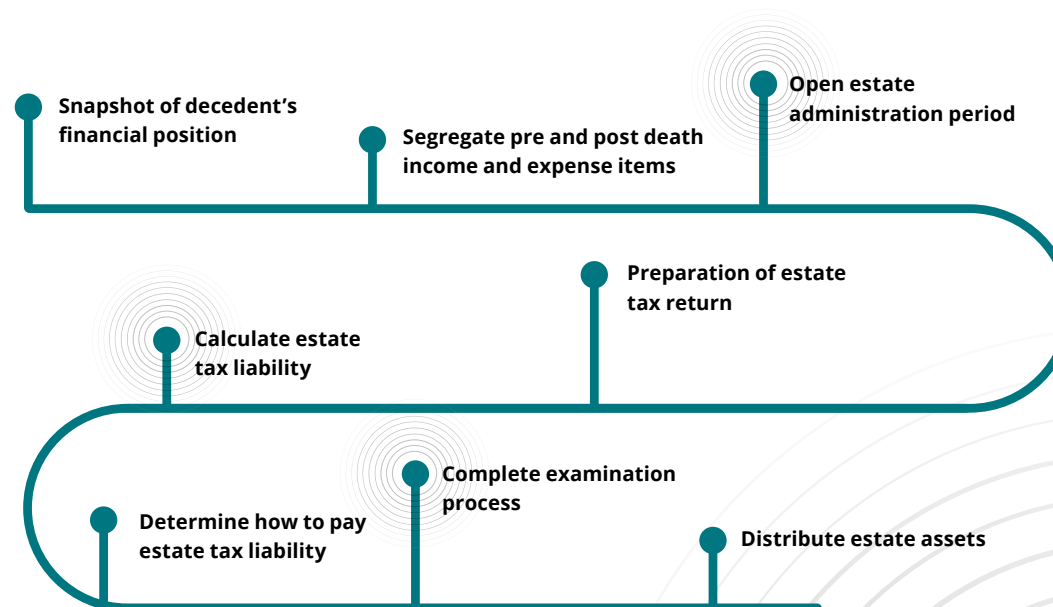 Snapshot of decedent’s
financial position
Segregate pre and post death
income and expense items
Open estate
administration period
Preparation of estate
tax return
Calculate estate
tax liability
Determine how to pay
estate tax liability
Complete examination
process
Distribute estate assets